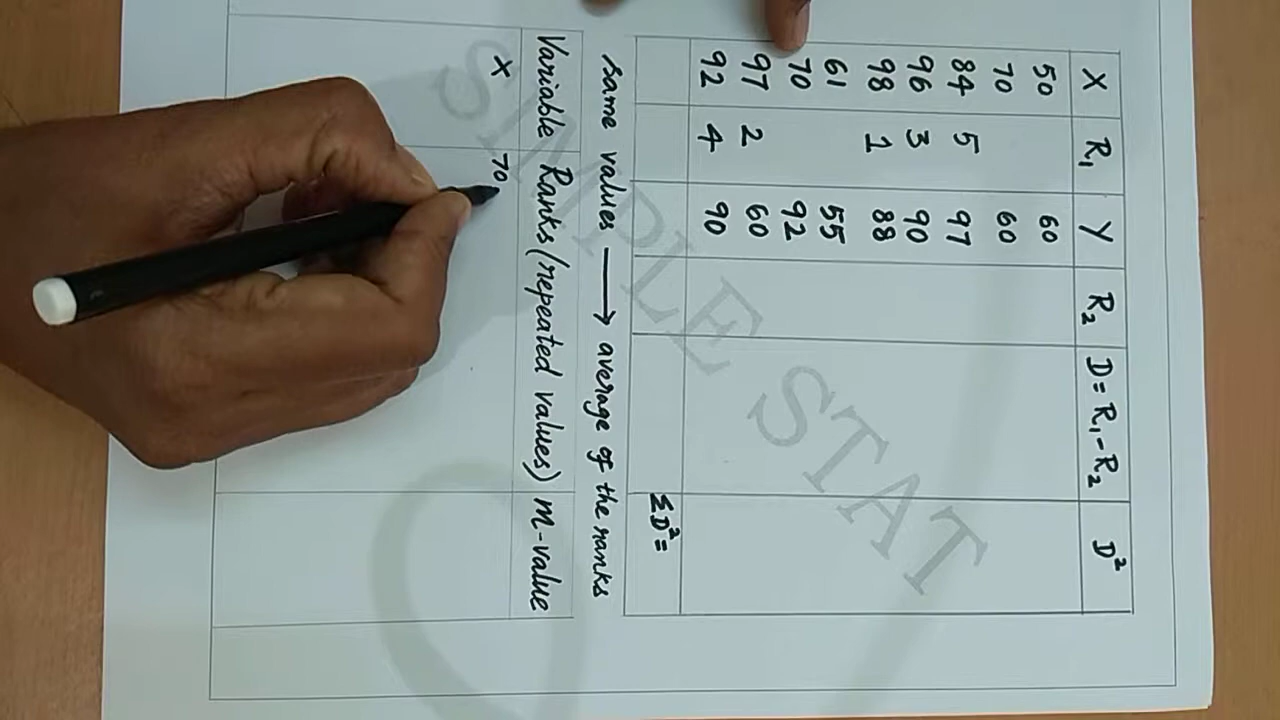 X R₁ Y R₂ D = R₁ - R₂ D²
50 60
70 60
84 5 97
96 3 90
98 1 88
61 55
70 92
97 2 60
92 4 90
ΣD² =
same values → average of the ranks
Variable Ranks (repeated values) m-value
X 70
SIMPLE STAT